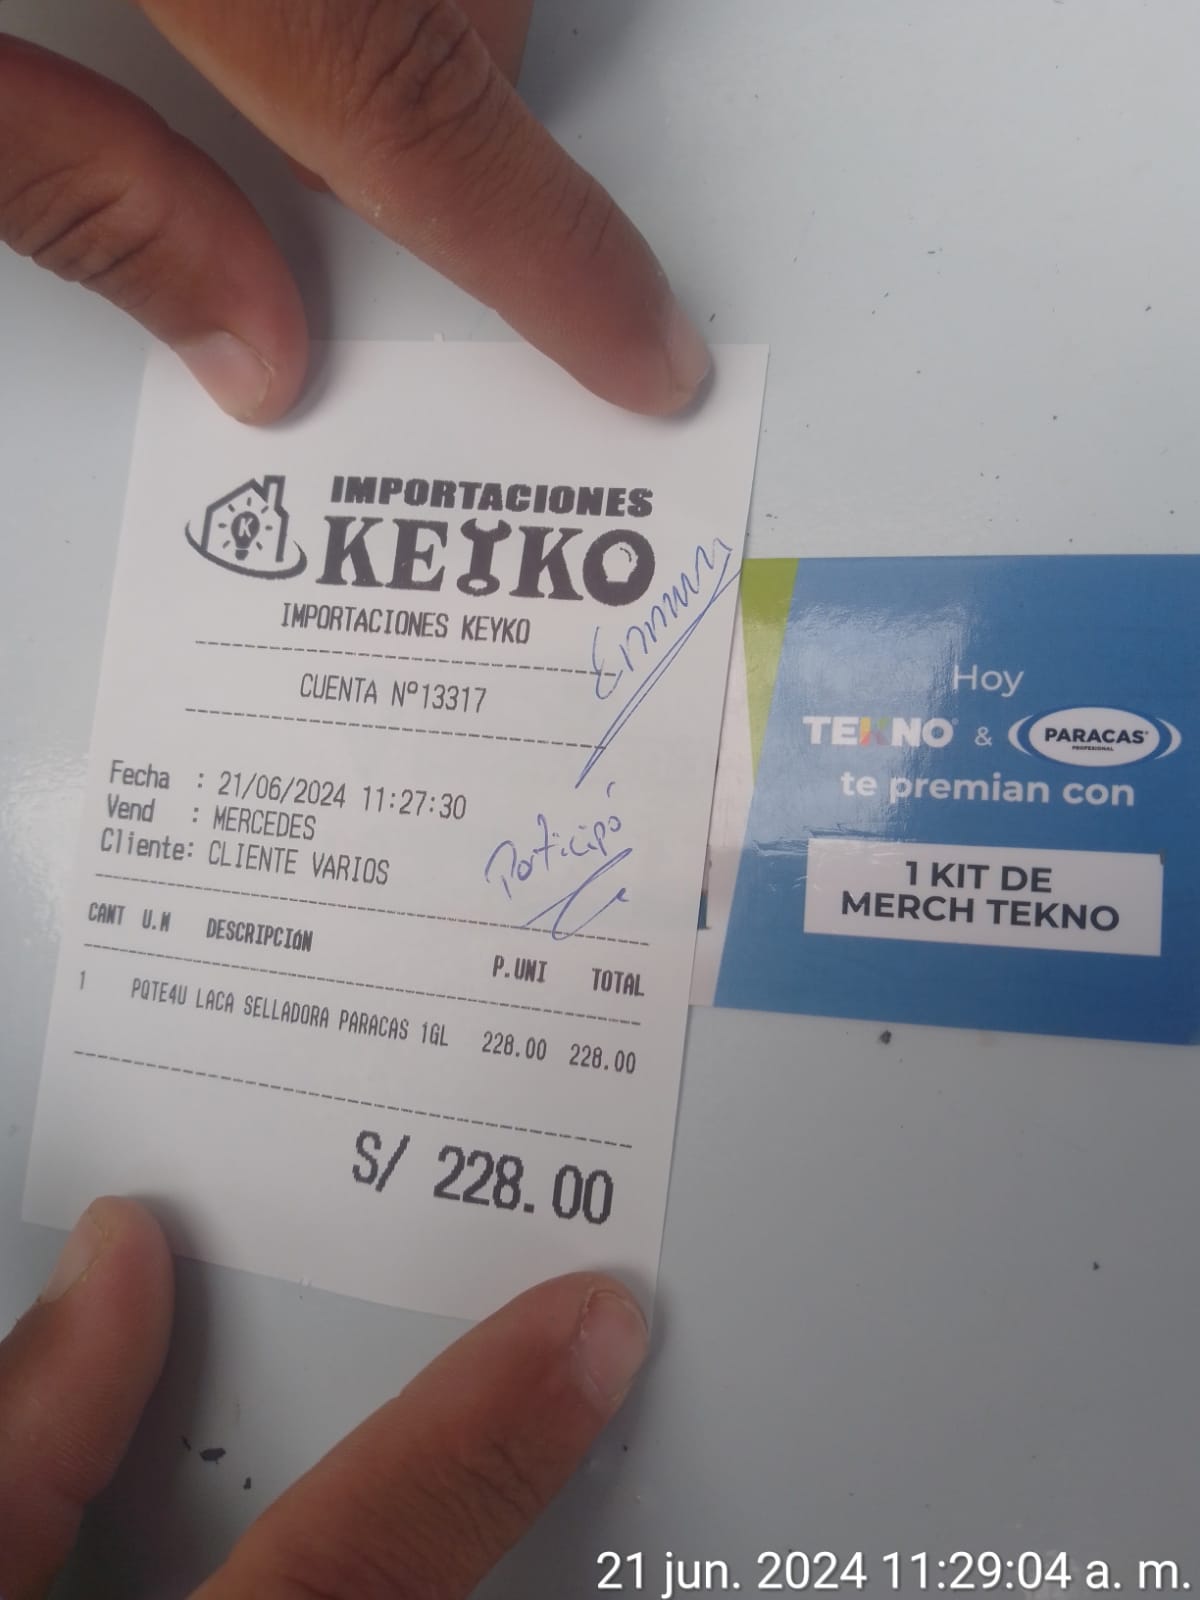 IMPORTACIONES
KEYKO
IMPORTACIONES KEYKO
CUENTA Nº13317
Fecha : 21/06/2024 11:27:30
Vend : MERCEDES
Cliente: CLIENTE VARIOS
Participó
CANT U.M DESCRIPCIÓN P.UNI TOTAL
1 PQTE4U LACA SELLADORA PARACAS 1GL 228.00 228.00
S/ 228.00
Hoy
TEKNO & PARACAS
PROFESIONAL
te premian con
1 KIT DE
MERCH TEKNO
21 jun. 2024 11:29:04 a. m.